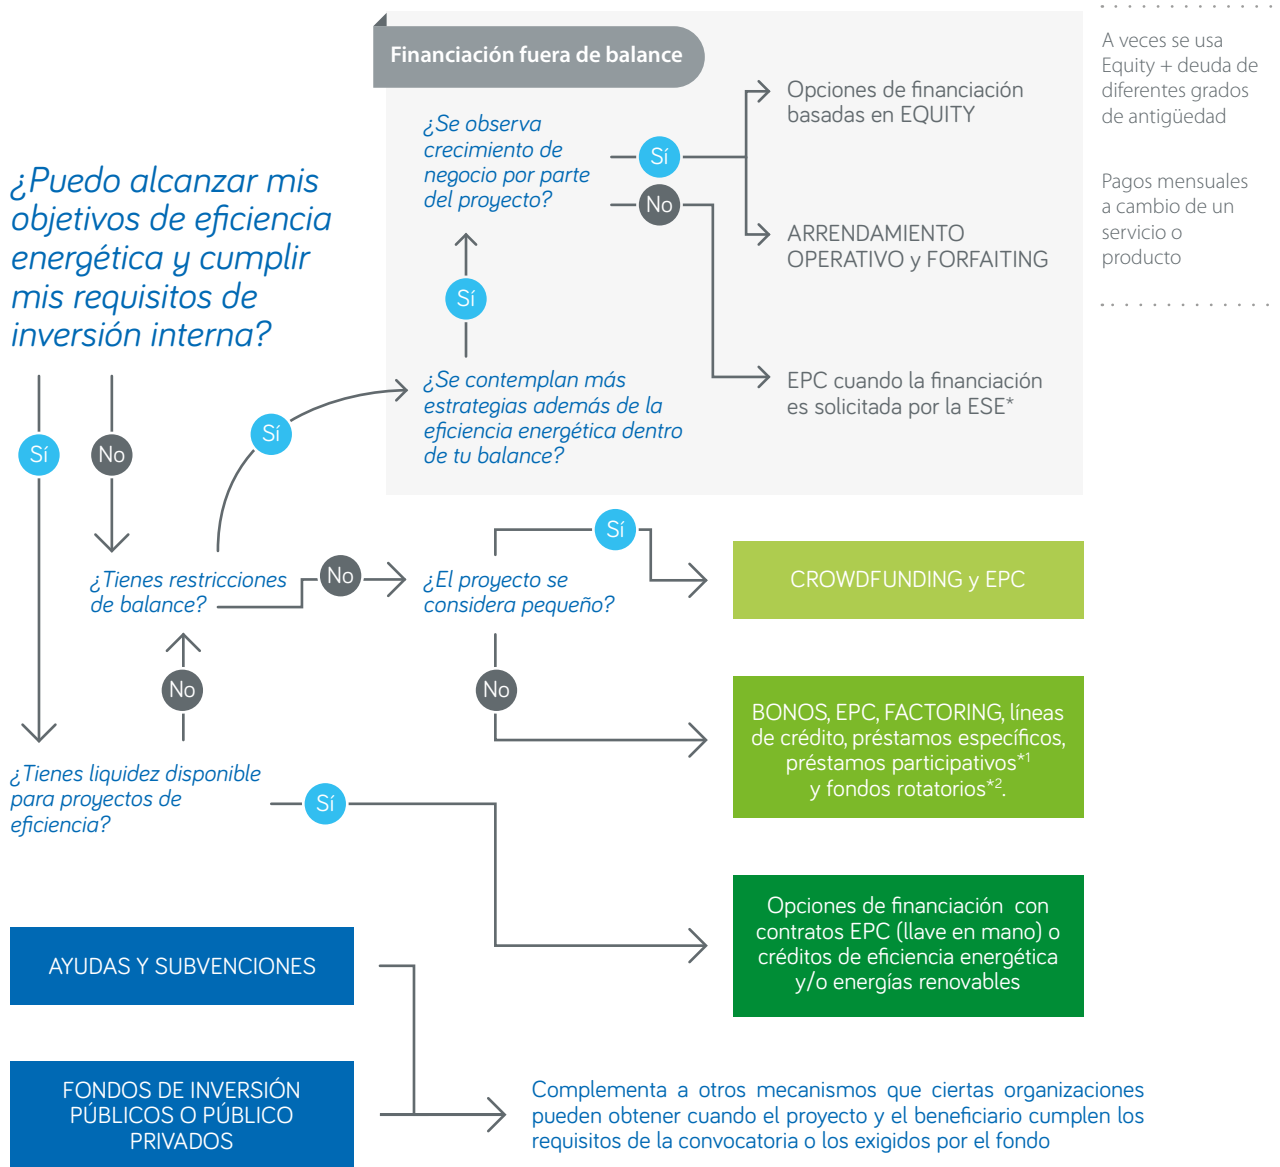 Financiación fuera de balance
A veces se usa
Equity + deuda de
diferentes grados
de antigüedad
Pagos mensuales
a cambio de un
servicio o
producto
¿Puedo alcanzar mis
objetivos de eficiencia
energética y cumplir
mis requisitos de
inversión interna?
¿Se observa
crecimiento de
negocio por parte
del proyecto?
Sí
No
Opciones de financiación
basadas en EQUITY
ARRENDAMIENTO
OPERATIVO y FORFAITING
Sí
¿Se contemplan más
estrategias además de la
eficiencia energética dentro
de tu balance?
EPC cuando la financiación
es solicitada por la ESE*
Sí
No
Sí
¿Tienes restricciones
de balance?
No
¿El proyecto se
considera pequeño?
Sí
CROWDFUNDING y EPC
No
No
BONOS, EPC, FACTORING, líneas
de crédito, préstamos específicos,
préstamos participativos*1
y fondos rotatorios*2.
¿Tienes liquidez disponible
para proyectos de
eficiencia?
Sí
Opciones de financiación con
contratos EPC (llave en mano) o
créditos de eficiencia energética
y/o energías renovables
AYUDAS Y SUBVENCIONES
FONDOS DE INVERSIÓN
PÚBLICOS O PÚBLICO
PRIVADOS
Complementa a otros mecanismos que ciertas organizaciones
pueden obtener cuando el proyecto y el beneficiario cumplen los
requisitos de la convocatoria o los exigidos por el fondo